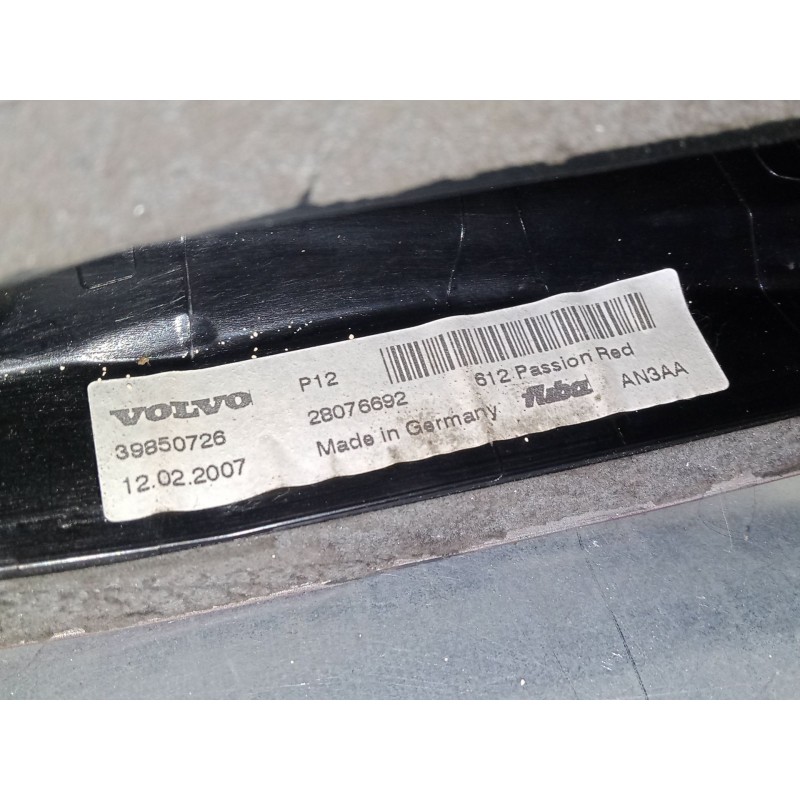 VOLVO
39850726
12.02.2007
P12
28076692
Made in Germany
612 Passion Red
fuba
AN3AA